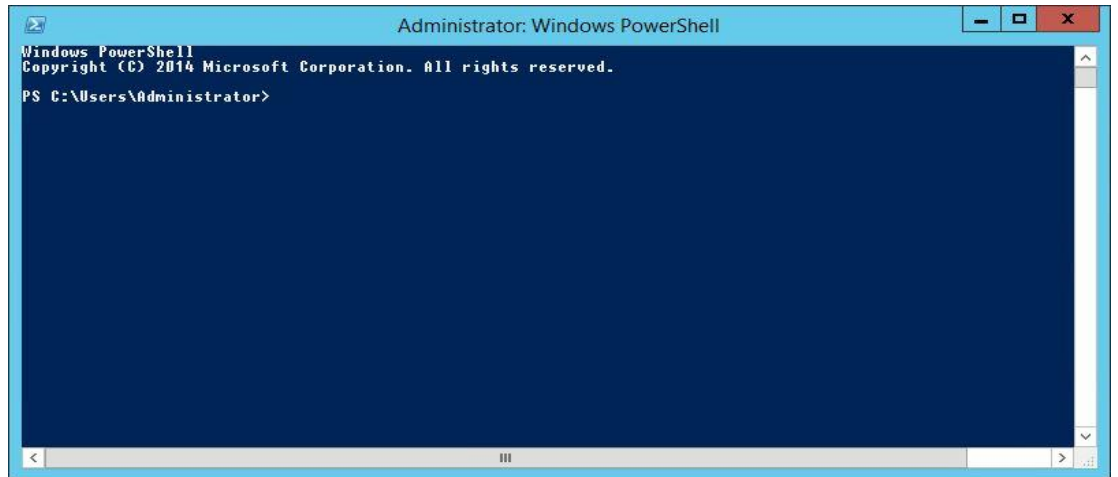 Administrator: Windows PowerShell
Windows PowerShell
Copyright (C) 2014 Microsoft Corporation. All rights reserved.
PS C:\Users\Administrator>